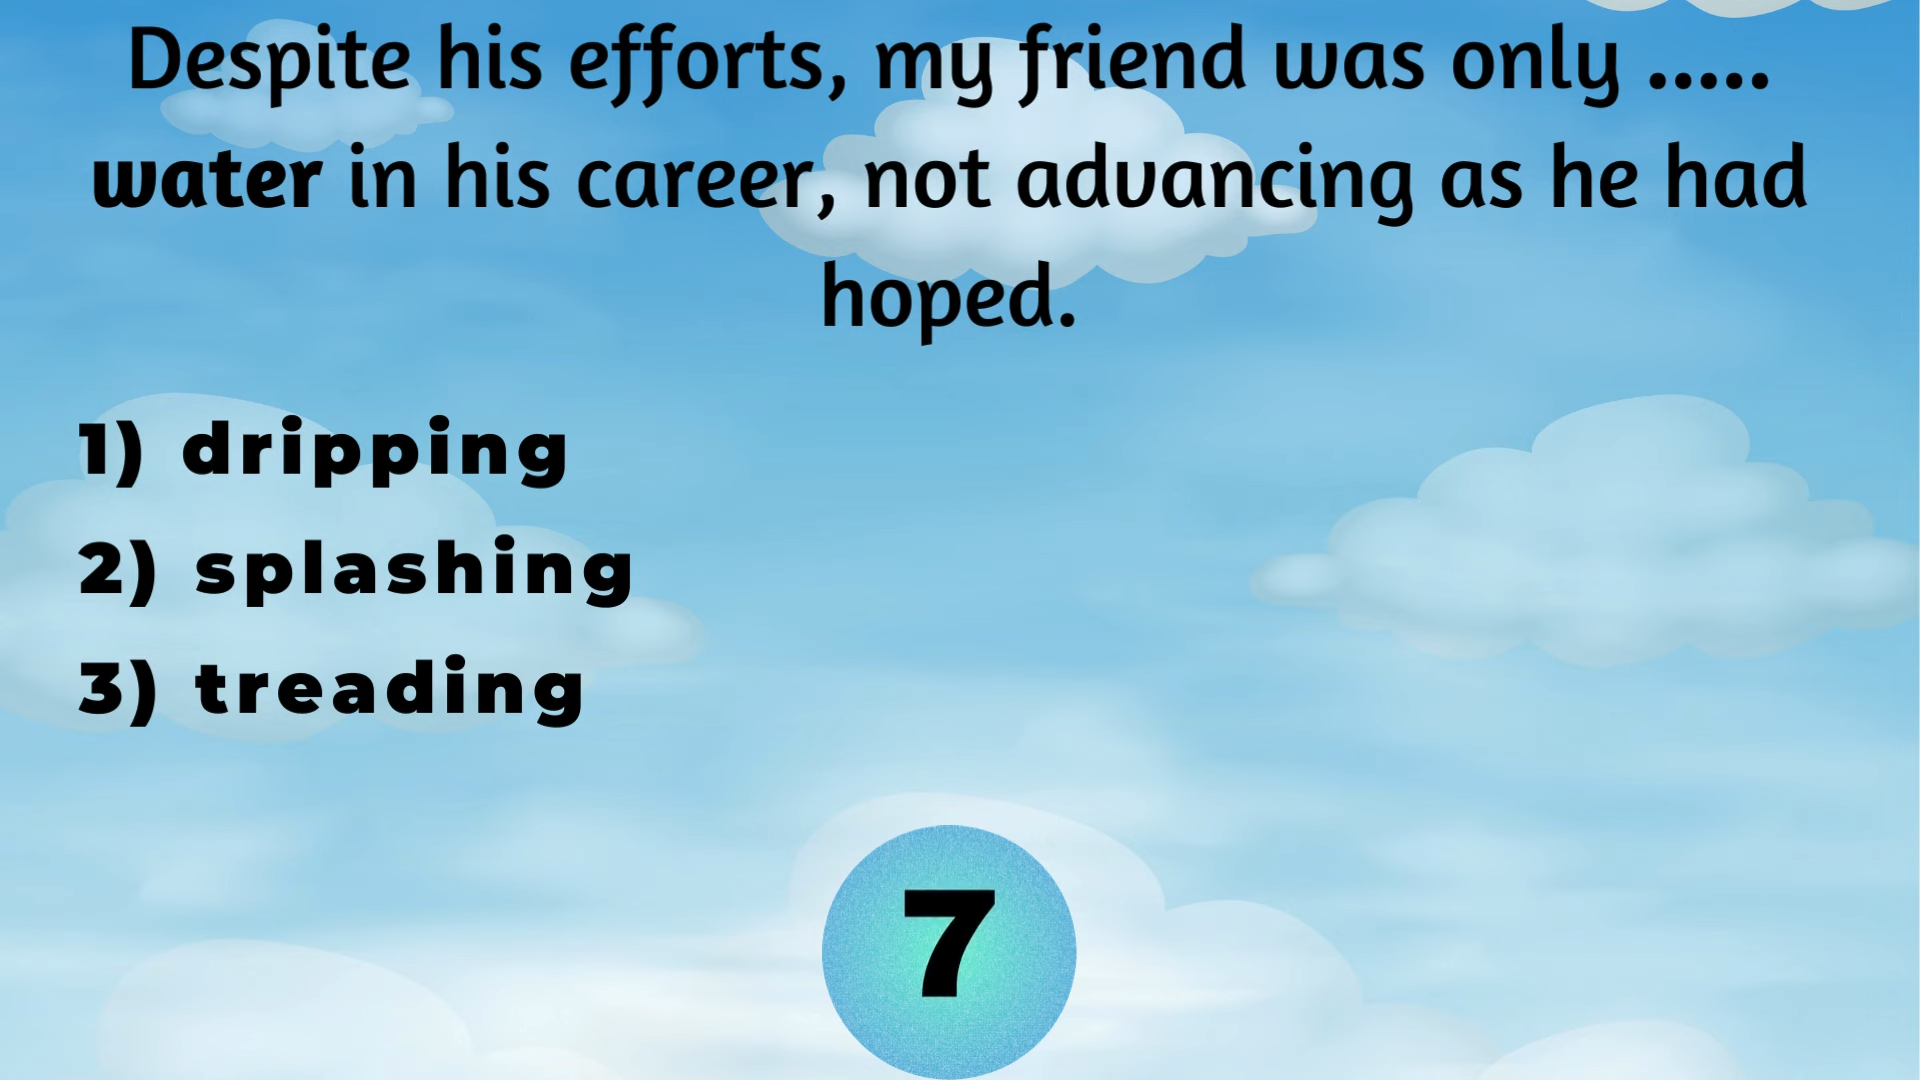 Despite his efforts, my friend was only .....
water in his career, not advancing as he had
hoped.
1) dripping
2) splashing
3) treading
7